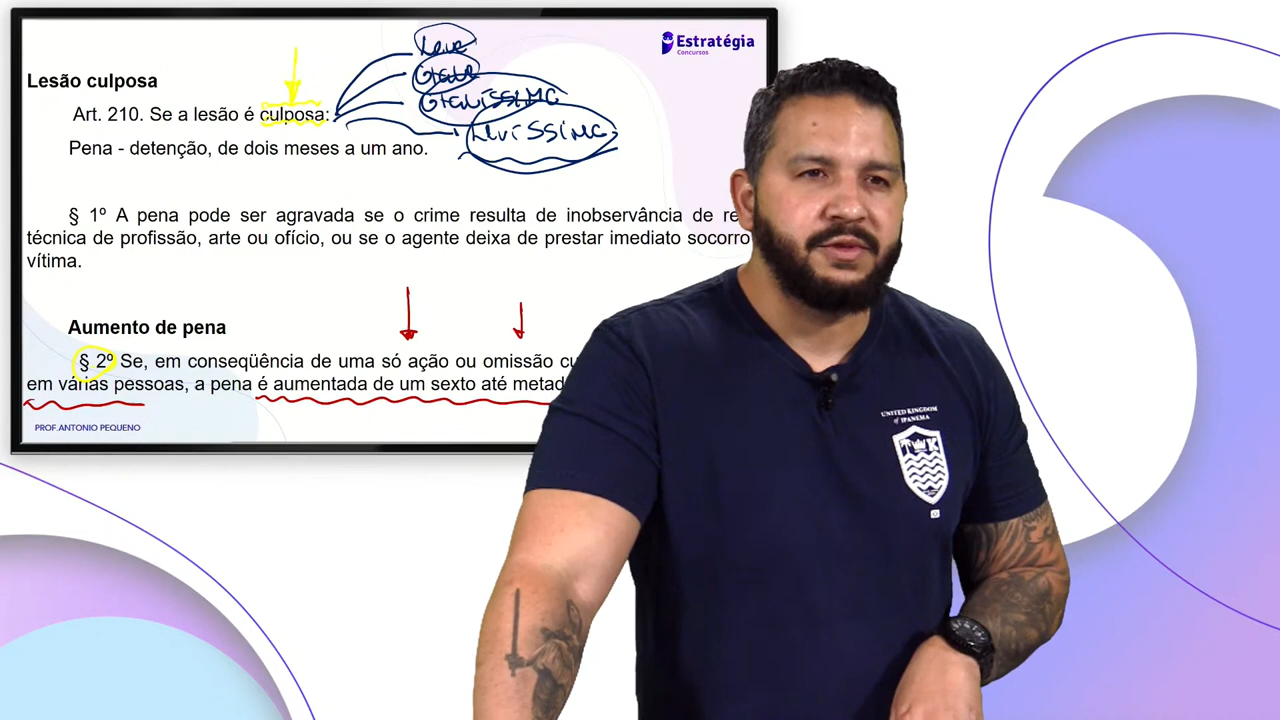 Estratégia
Concursos
Leve
Grave
Gravíssima
Levíssima
Lesão culposa
Art. 210. Se a lesão é culposa:
Pena - detenção, de dois meses a um ano.
§ 1º A pena pode ser agravada se o crime resulta de inobservância de
técnica de profissão, arte ou ofício, ou se o agente deixa de prestar imediato socorro
vítima.
Aumento de pena
§ 2º Se, em conseqüência de uma só ação ou omissão
em várias pessoas, a pena é aumentada de um sexto até
PROF.ANTONIO PEQUENO
UNITED KINGDOM
of IPANEMA